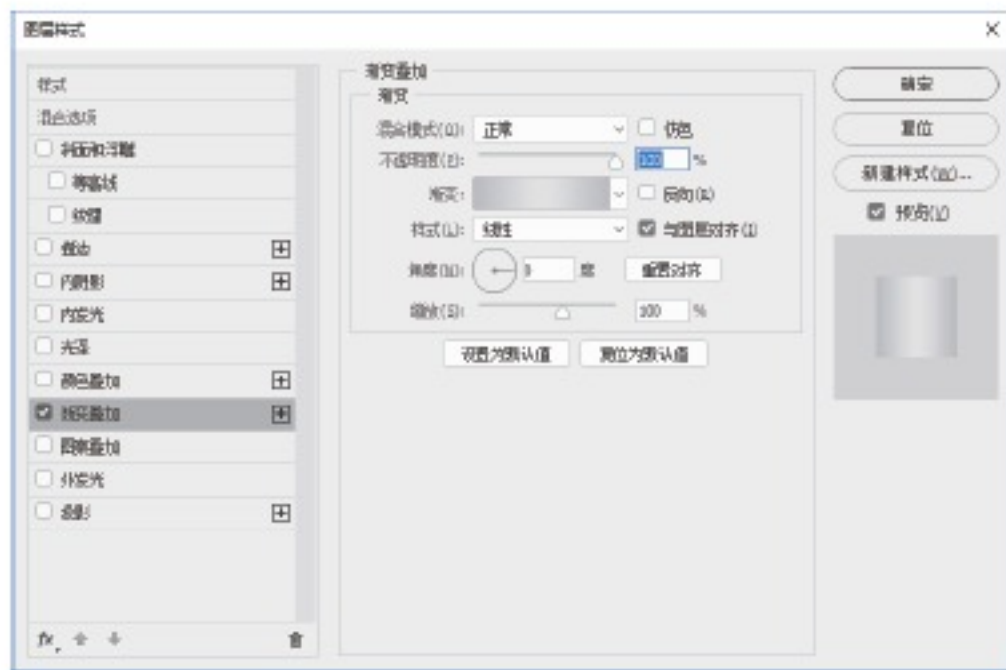 图层样式
样式
混合选项
斜面和浮雕
等高线
纹理
描边
内阴影
内发光
光泽
颜色叠加
渐变叠加
图案叠加
外发光
投影
fx
渐变叠加
渐变
混合模式(O): 正常 仿色
不透明度(P): 100 %
渐变: 反向(R)
样式(L): 线性 与图层对齐(I)
角度(N): 0 度 重置对齐
缩放(S): 100 %
设置为默认值 复位为默认值
确定
复位
新建样式(W)...
预览(V)